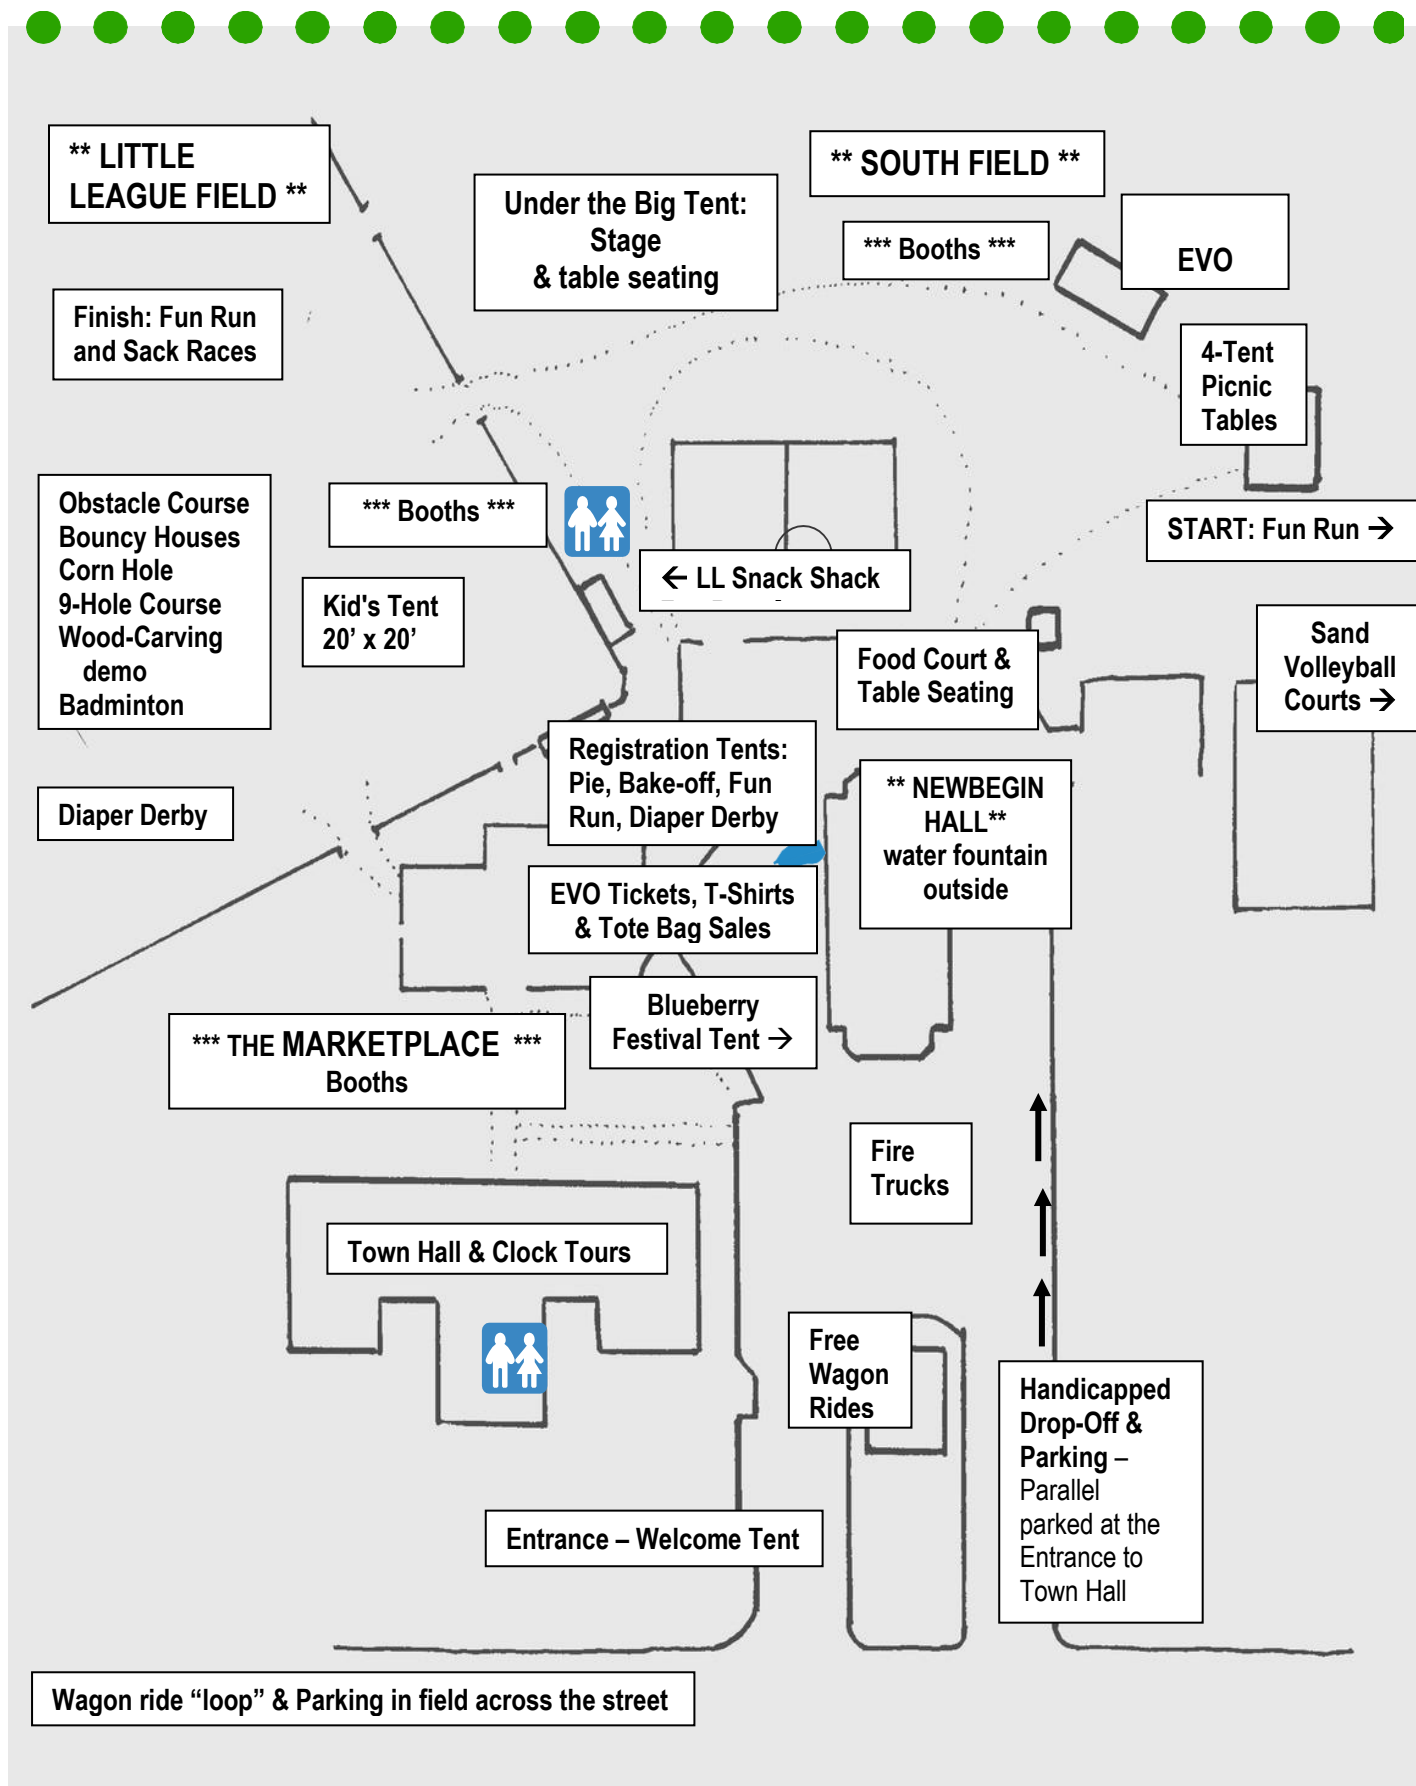 ** LITTLE
LEAGUE FIELD **
** SOUTH FIELD **
Under the Big Tent:
Stage
& table seating
*** Booths ***
EVO
Finish: Fun Run
and Sack Races
4-Tent
Picnic
Tables
Obstacle Course
Bouncy Houses
Corn Hole
9-Hole Course
Wood-Carving
demo
Badminton
*** Booths ***
START: Fun Run →
← LL Snack Shack
Kid's Tent
20’ x 20’
Sand
Volleyball
Courts →
Food Court &
Table Seating
Registration Tents:
Pie, Bake-off, Fun
Run, Diaper Derby
** NEWBEGIN
HALL**
water fountain
outside
Diaper Derby
EVO Tickets, T-Shirts
& Tote Bag Sales
Blueberry
Festival Tent →
*** THE MARKETPLACE ***
Booths
Fire
Trucks
Town Hall & Clock Tours
Free
Wagon
Rides
Handicapped
Drop-Off &
Parking –
Parallel
parked at the
Entrance to
Town Hall
Entrance – Welcome Tent
Wagon ride “loop” & Parking in field across the street